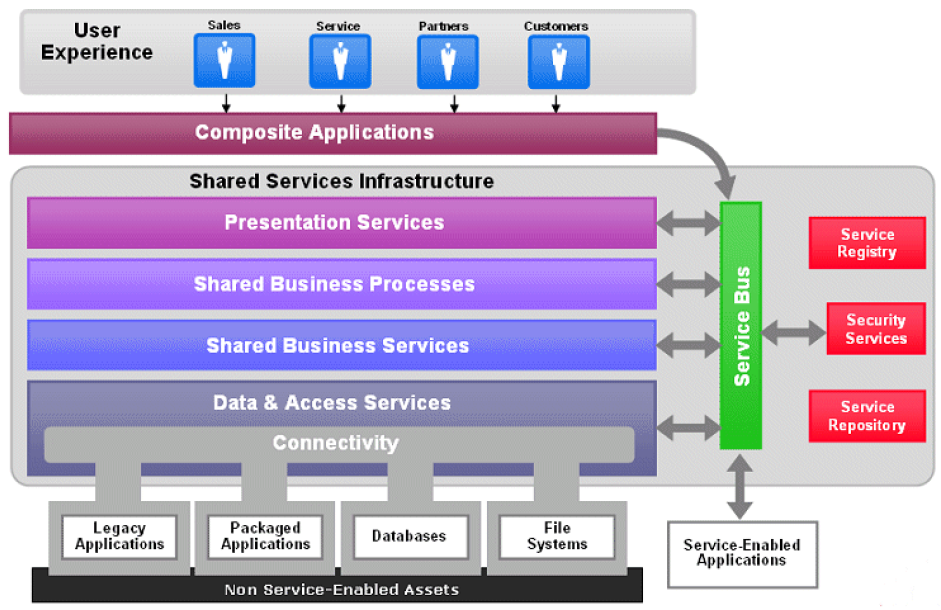 User
Experience
Sales
Service
Partners
Customers
Composite Applications
Shared Services Infrastructure
Presentation Services
Shared Business Processes
Shared Business Services
Data & Access Services
Connectivity
Service Bus
Service
Registry
Security
Services
Service
Repository
Legacy
Applications
Packaged
Applications
Databases
File
Systems
Service-Enabled
Applications
Non Service-Enabled Assets